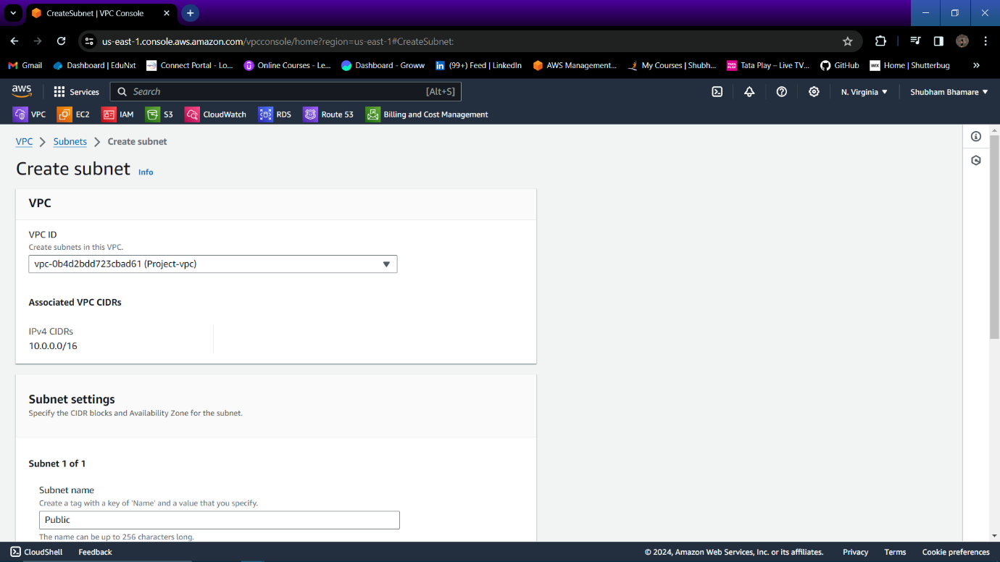 CreateSubnet | VPC Console
us-east-1.console.aws.amazon.com/vpcconsole/home?region=us-east-1#CreateSubnet:
Gmail Dashboard | EduNxt Connect Portal - Lo... Online Courses - Le... Dashboard - Groww (99+) Feed | LinkedIn AWS Management... My Courses | Shubh... Tata Play – Live TV... GitHub WiX Home | Shutterbug
aws Services Search [Alt+S] N. Virginia Shubham Bhamare
VPC EC2 IAM S3 CloudWatch RDS Route 53 Billing and Cost Management
VPC Subnets Create subnet
Create subnet Info
VPC
VPC ID
Create subnets in this VPC.
vpc-0b4d2bdd723cbad61 (Project-vpc)
Associated VPC CIDRs
IPv4 CIDRs
10.0.0.0/16
Subnet settings
Specify the CIDR blocks and Availability Zone for the subnet.
Subnet 1 of 1
Subnet name
Create a tag with a key of 'Name' and a value that you specify.
Public
The name can be up to 256 characters long.
CloudShell Feedback © 2024, Amazon Web Services, Inc. or its affiliates. Privacy Terms Cookie preferences